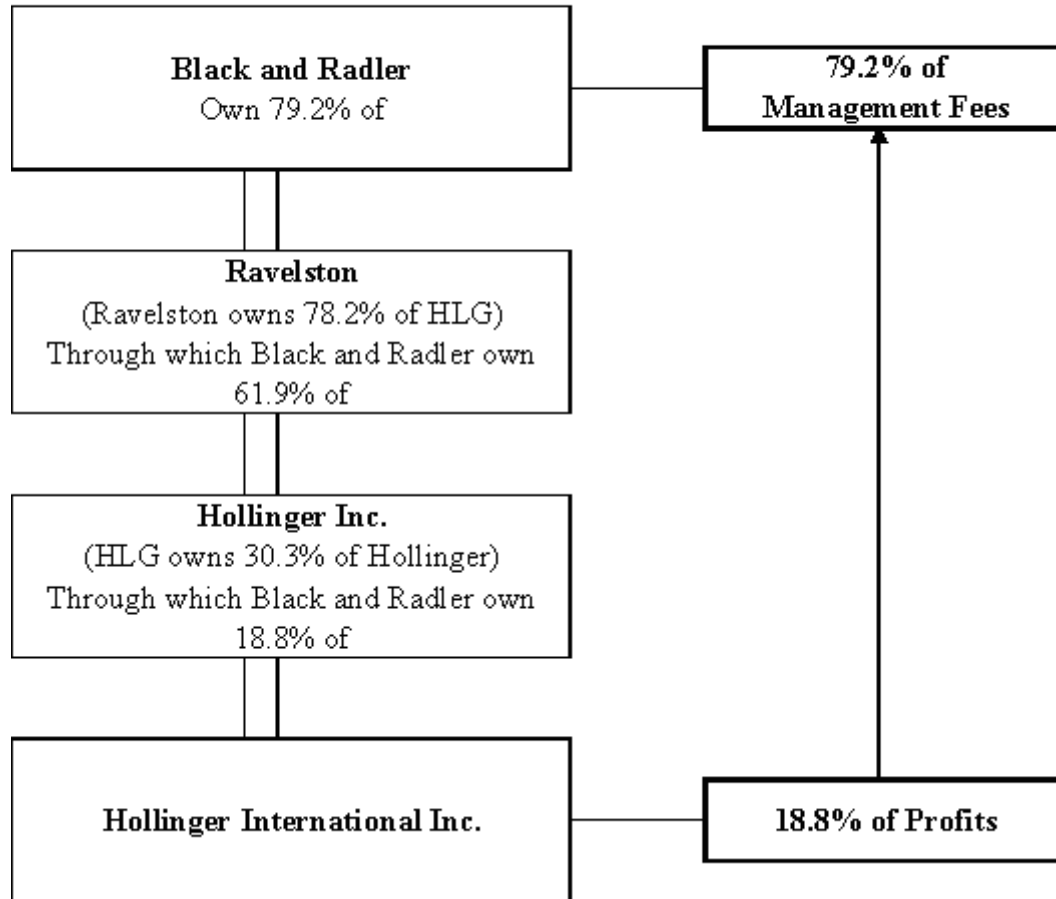 Black and Radler
Own 79.2% of
79.2% of
Management Fees
Ravelston
(Ravelston owns 78.2% of HLG)
Through which Black and Radler own
61.9% of
Hollinger Inc.
(HLG owns 30.3% of Hollinger)
Through which Black and Radler own
18.8% of
Hollinger International Inc.
18.8% of Profits